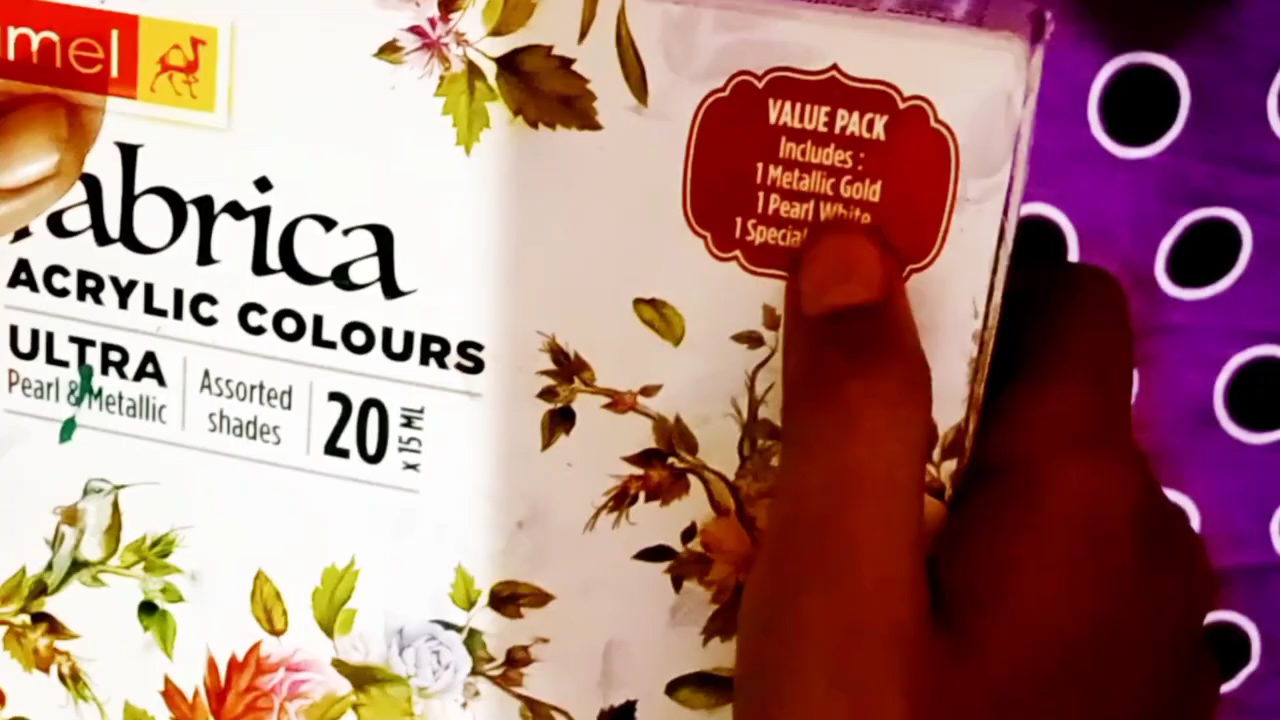 mel
abrica
ACRYLIC COLOURS
ULTRA
Pearl & Metallic
Assorted
shades
20
x 15 ML
VALUE PACK
Includes :
1 Metallic Gold
1 Pearl White
1 Special